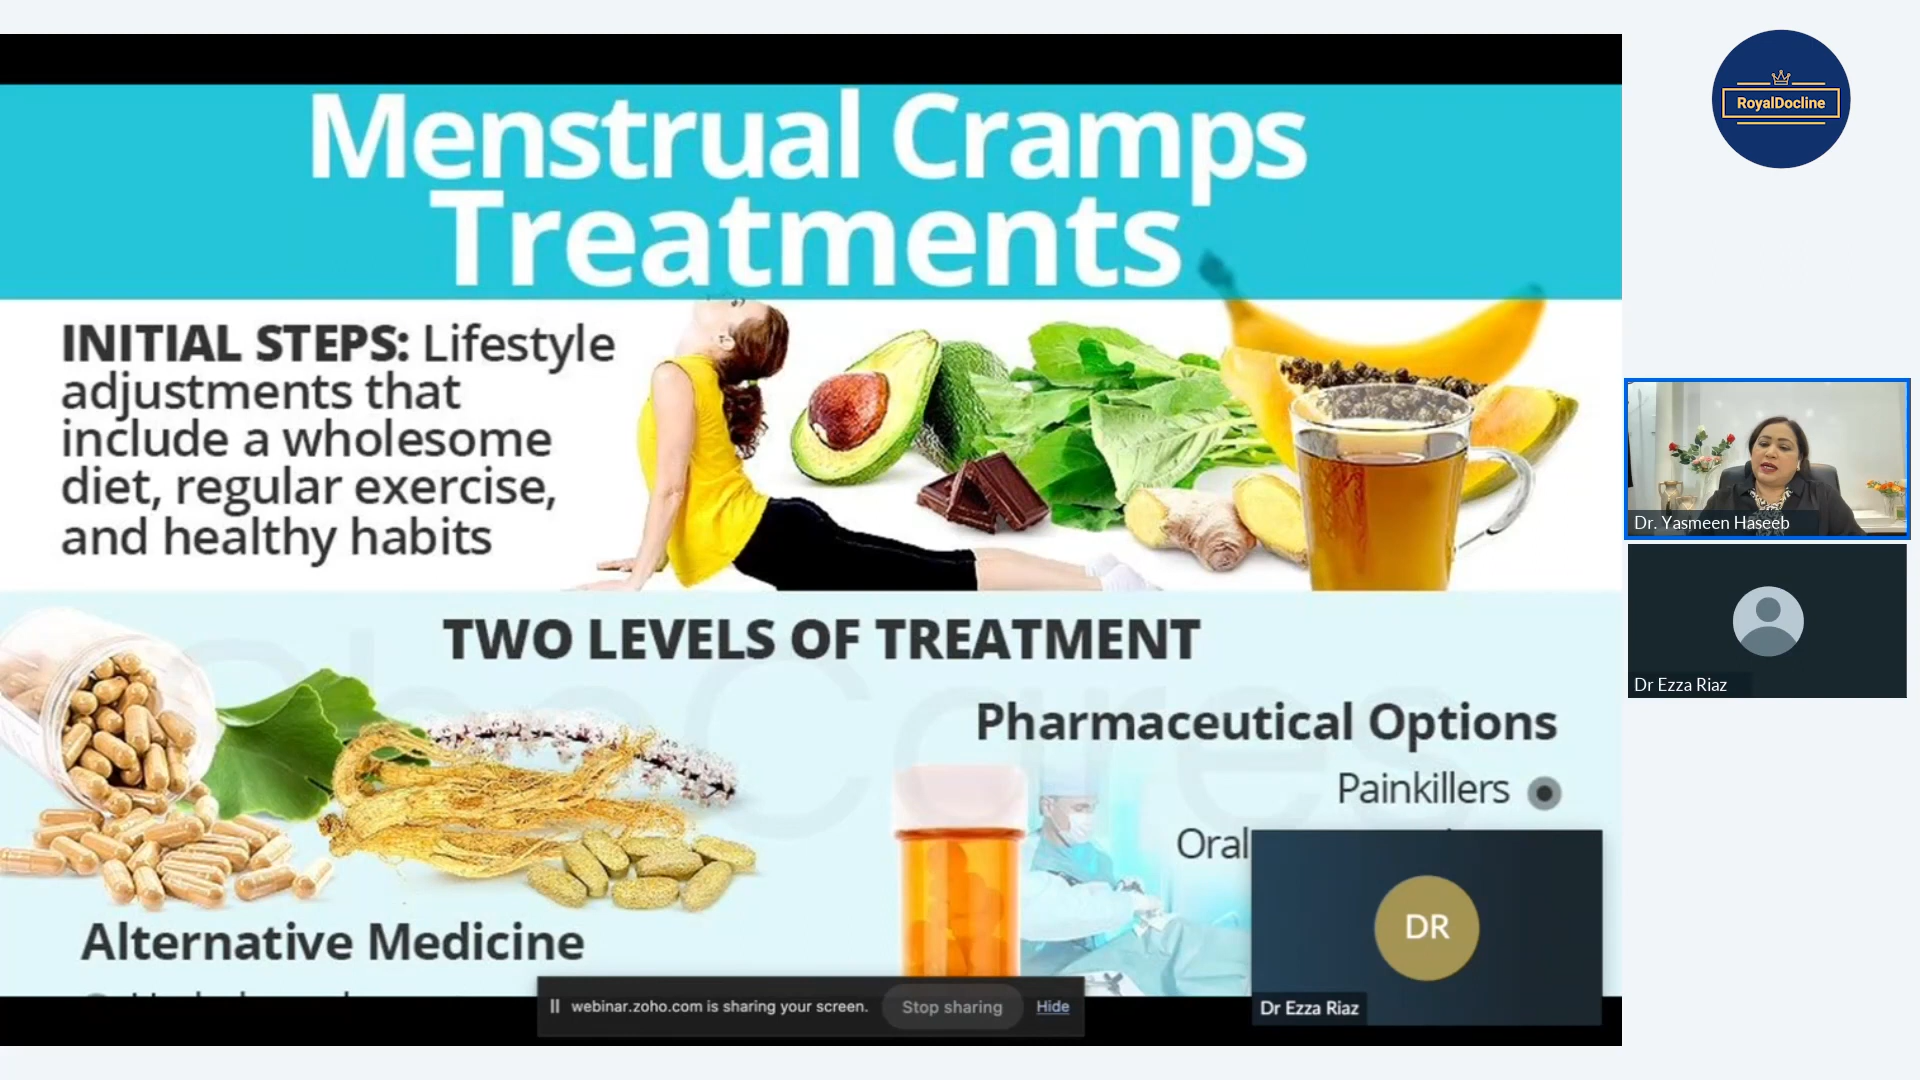 Menstrual Cramps
Treatments
INITIAL STEPS: Lifestyle
adjustments that
include a wholesome
diet, regular exercise,
and healthy habits
TWO LEVELS OF TREATMENT
Pharmaceutical Options
Painkillers
Oral
Alternative Medicine
webinar.zoho.com is sharing your screen.
Stop sharing
Hide
DR
Dr Ezza Riaz
RoyalDocline
Dr. Yasmeen Haseeb
Dr Ezza Riaz